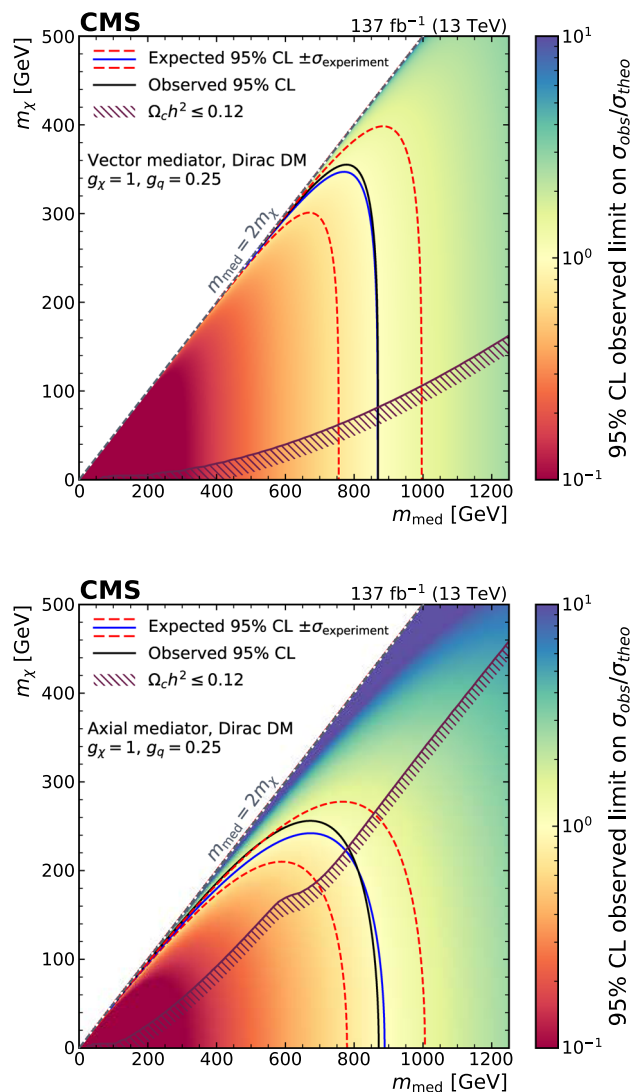 CMS
137 fb⁻¹ (13 TeV)
500
400
300
200
100
0
mχ [GeV]
Expected 95% CL ±σexperiment
Observed 95% CL
Ωch² ≤ 0.12
Vector mediator, Dirac DM
gχ = 1, gq = 0.25
mmed = 2mχ
0 200 400 600 800 1000 1200
mmed [GeV]
10¹
10⁰
10⁻¹
95% CL observed limit on σobs/σtheo
CMS
137 fb⁻¹ (13 TeV)
500
400
300
200
100
0
mχ [GeV]
Expected 95% CL ±σexperiment
Observed 95% CL
Ωch² ≤ 0.12
Axial mediator, Dirac DM
gχ = 1, gq = 0.25
mmed = 2mχ
0 200 400 600 800 1000 1200
mmed [GeV]
10¹
10⁰
10⁻¹
95% CL observed limit on σobs/σtheo